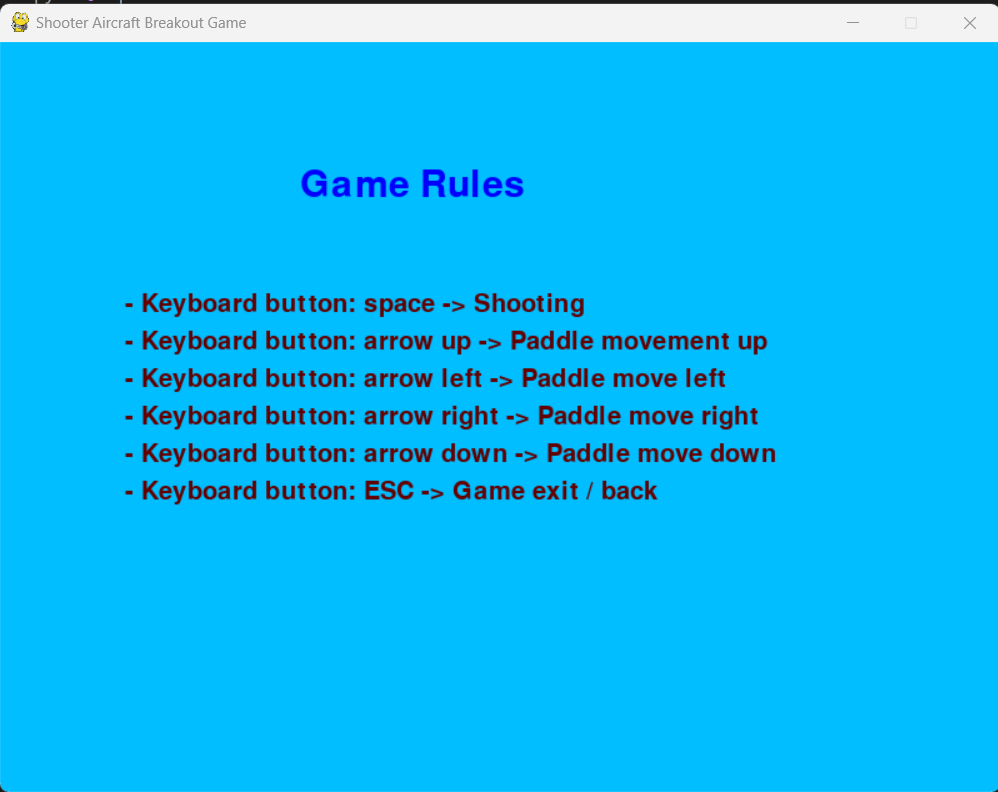 Shooter Aircraft Breakout Game
Game Rules
- Keyboard button: space -> Shooting
- Keyboard button: arrow up -> Paddle movement up
- Keyboard button: arrow left -> Paddle move left
- Keyboard button: arrow right -> Paddle move right
- Keyboard button: arrow down -> Paddle move down
- Keyboard button: ESC -> Game exit / back